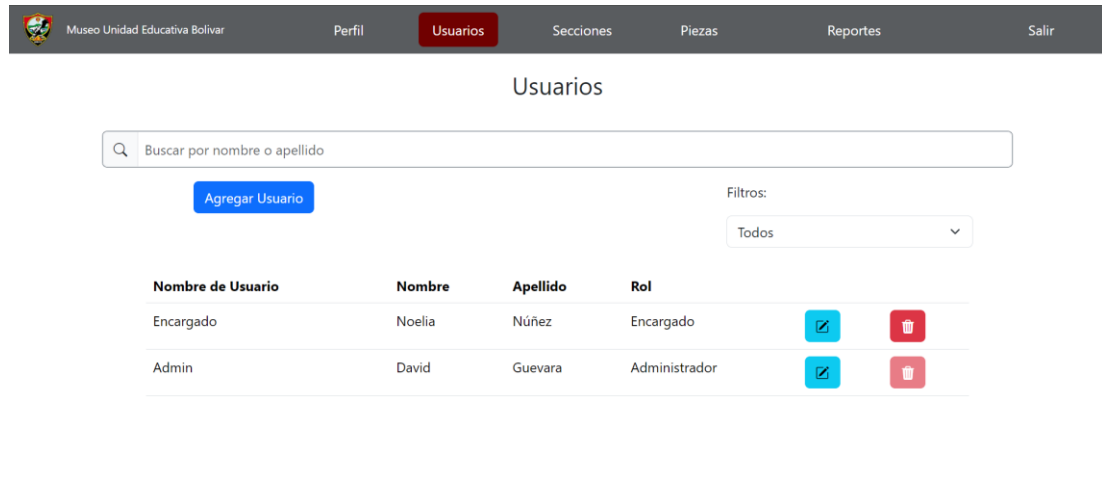 Museo Unidad Educativa Bolivar Perfil Usuarios Secciones Piezas Reportes Salir
Usuarios
Buscar por nombre o apellido
Agregar Usuario
Filtros:
Todos
Nombre de Usuario Nombre Apellido Rol
Encargado Noelia Núñez Encargado
Admin David Guevara Administrador